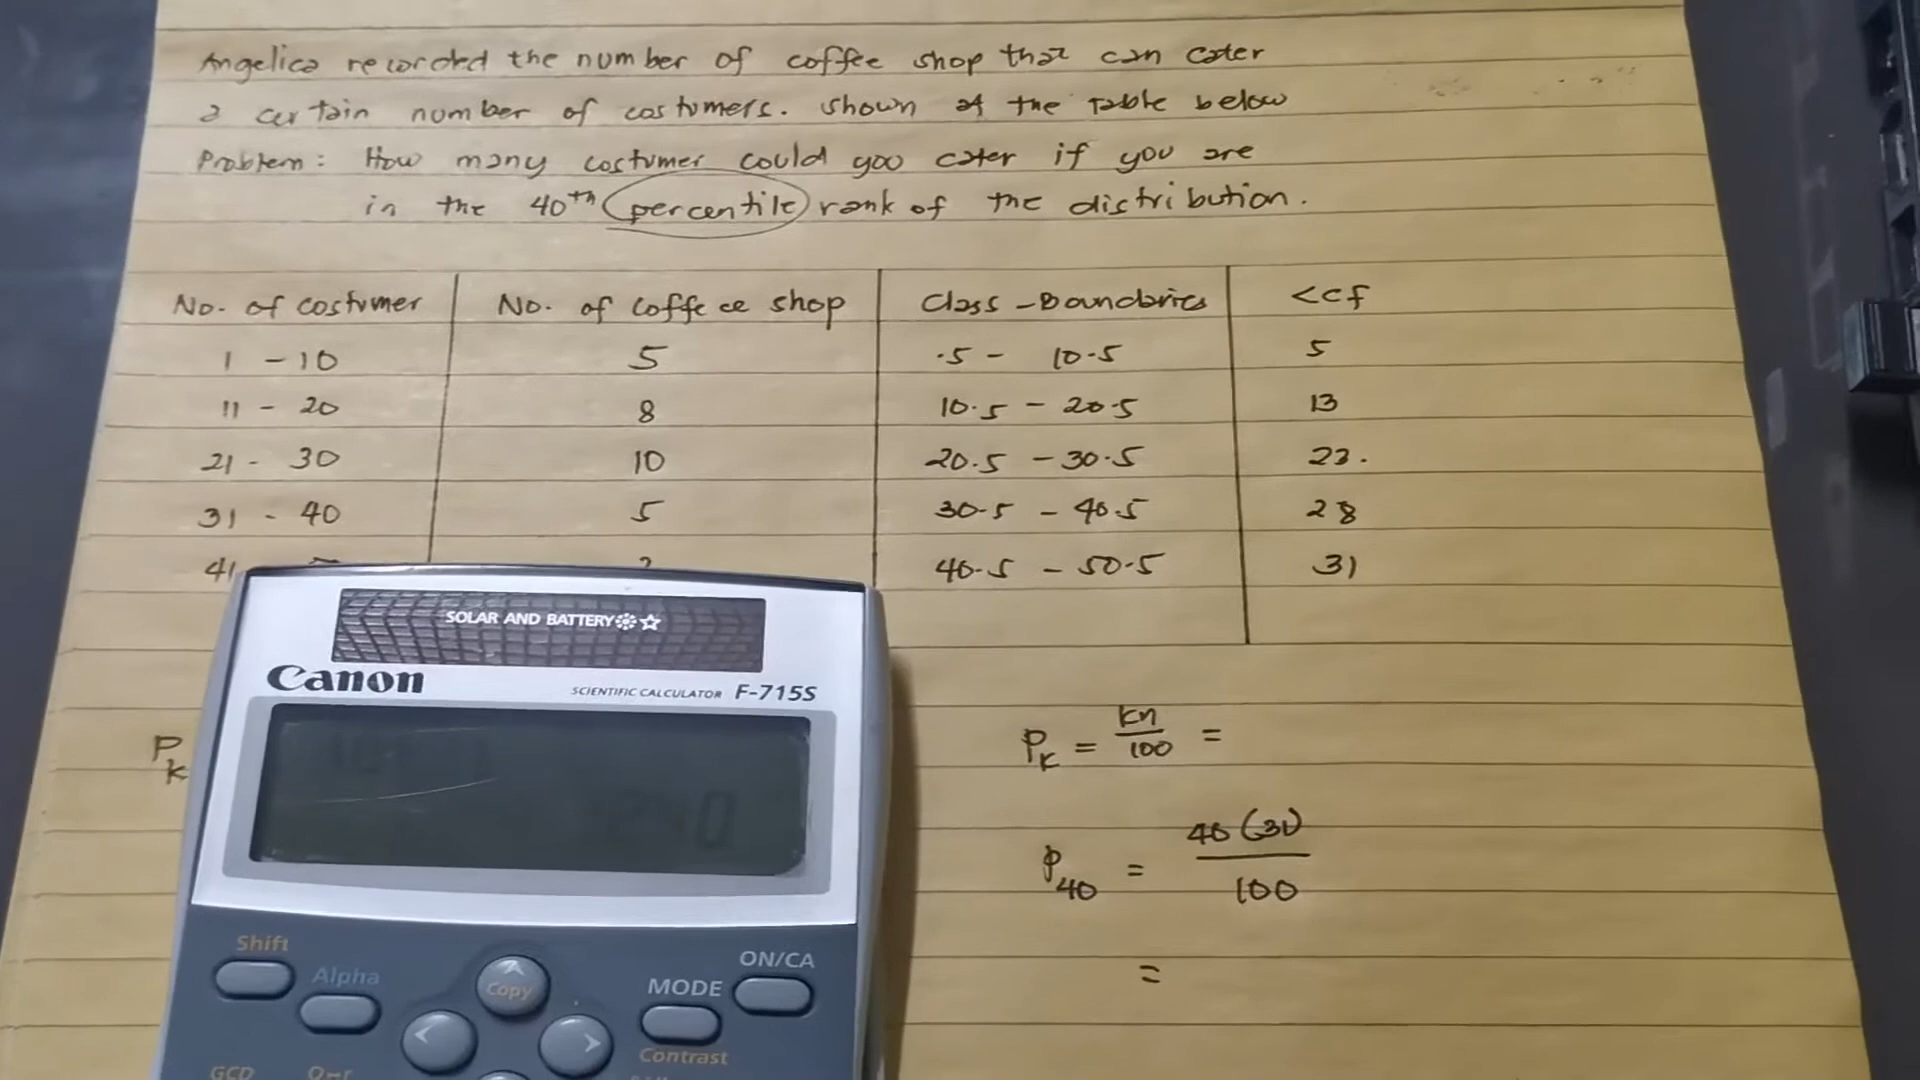 Angelica recorded the number of coffee shop that can cater
a certain number of costumers. shown at the table below
Problem: How many costumer could you cater if you are
in the 40th percentile rank of the distribution.
No. of costumer No. of coffee shop Class-Boundaries <cf
1 - 10 5 .5 - 10.5 5
11 - 20 8 10.5 - 20.5 13
21 - 30 10 20.5 - 30.5 23.
31 - 40 5 30.5 - 40.5 28
41 40.5 - 50.5 31
SOLAR AND BATTERY
Canon
SCIENTIFIC CALCULATOR F-715S
1240
Pk
Pk = kn/100 =
P40 = 40(31)/100
=
Shift
Alpha
Copy
MODE
ON/CA
Contrast
GCD